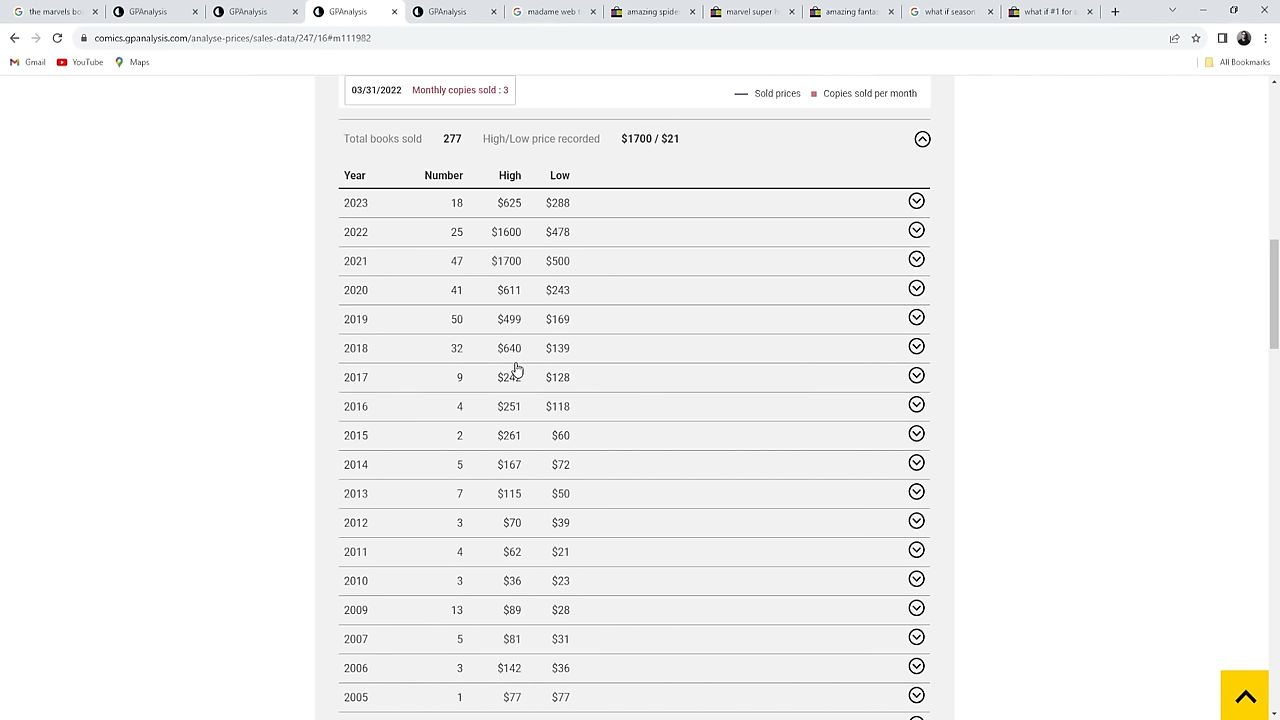 the marvels bo
GPAnalysis
GPAnalysis
GPAnalysis
GPAnalysis
madame web
amazing spide
marvel super h
amazing fanta
what if season
what if #1 for
comics.gpanalysis.com/analyse-prices/sales-data/247/16#m111982
Gmail YouTube Maps All Bookmarks
03/31/2022 Monthly copies sold : 3
Sold prices Copies sold per month
Total books sold 277 High/Low price recorded $1700 / $21
Year Number High Low
2023 18 $625 $288
2022 25 $1600 $478
2021 47 $1700 $500
2020 41 $611 $243
2019 50 $499 $169
2018 32 $640 $139
2017 9 $242 $128
2016 4 $251 $118
2015 2 $261 $60
2014 5 $167 $72
2013 7 $115 $50
2012 3 $70 $39
2011 4 $62 $21
2010 3 $36 $23
2009 13 $89 $28
2007 5 $81 $31
2006 3 $142 $36
2005 1 $77 $77